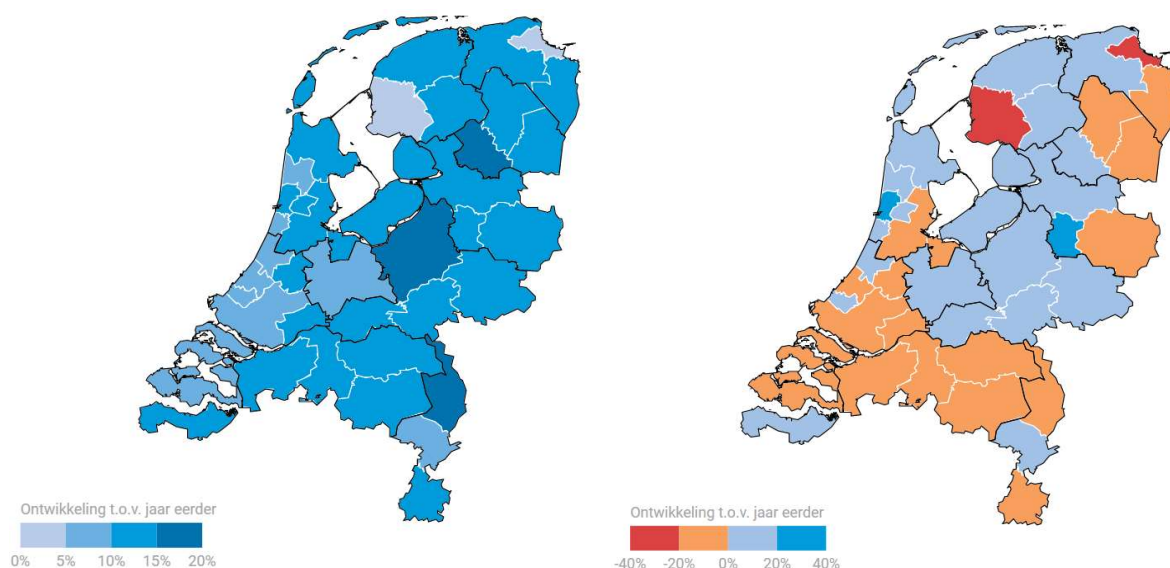 Ontwikkeling t.o.v. jaar eerder
0% 5% 10% 15% 20%
Ontwikkeling t.o.v. jaar eerder
-40% -20% 0% 20% 40%